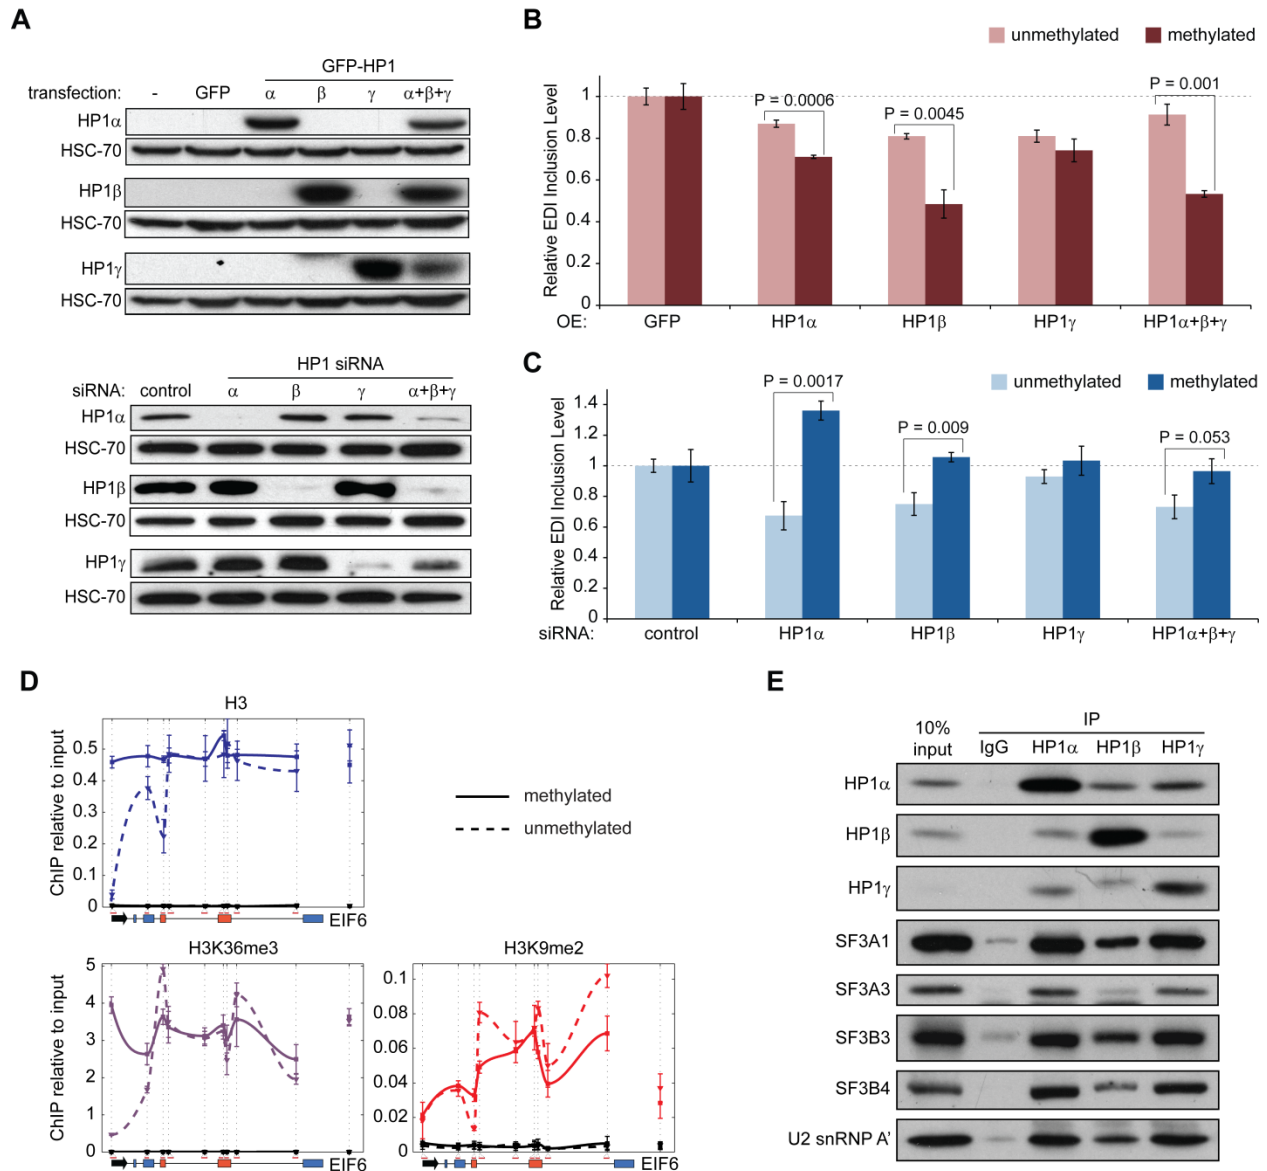 A
GFP-HP1
transfection: - GFP α β γ α+β+γ
HP1α
HSC-70
HP1β
HSC-70
HP1γ
HSC-70
HP1 siRNA
siRNA: control α β γ α+β+γ
HP1α
HSC-70
HP1β
HSC-70
HP1γ
HSC-70
B
unmethylated methylated
Relative EDI Inclusion Level
1
0.8
0.6
0.4
0.2
0
P = 0.0006
P = 0.0045
P = 0.001
OE: GFP HP1α HP1β HP1γ HP1α+β+γ
C
unmethylated methylated
Relative EDI Inclusion Level
1.4
1.2
1
0.8
0.6
0.4
0.2
0
P = 0.0017
P = 0.009
P = 0.053
siRNA: control HP1α HP1β HP1γ HP1α+β+γ
D
H3
ChIP relative to input
0.5
0.4
0.3
0.2
0.1
0
EIF6
methylated
unmethylated
H3K36me3
ChIP relative to input
5
4
3
2
1
0
EIF6
H3K9me2
0.1
0.08
0.06
0.04
0.02
0
EIF6
E
10% input
IP
IgG HP1α HP1β HP1γ
HP1α
HP1β
HP1γ
SF3A1
SF3A3
SF3B3
SF3B4
U2 snRNP A'